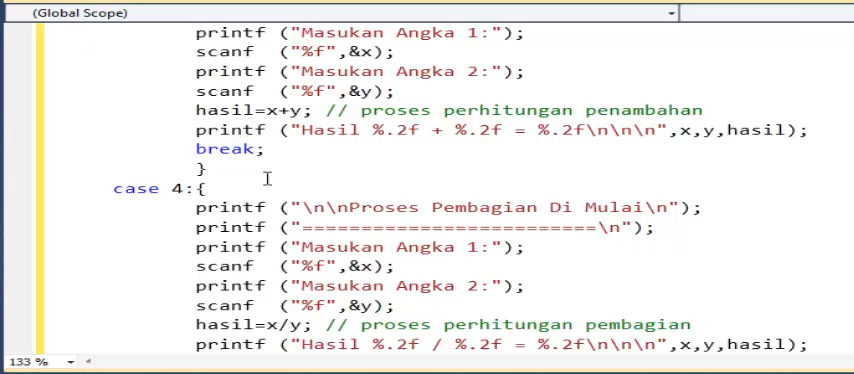 (Global Scope)
printf ("Masukan Angka 1:");
scanf  ("%f",&x);
printf ("Masukan Angka 2:");
scanf  ("%f",&y);
hasil=x+y; // proses perhitungan penambahan
printf ("Hasil %.2f + %.2f = %.2f\n\n\n",x,y,hasil);
break;
}
case 4:{
printf ("\n\nProses Pembagian Di Mulai\n");
printf ("=========================\n");
printf ("Masukan Angka 1:");
scanf  ("%f",&x);
printf ("Masukan Angka 2:");
scanf  ("%f",&y);
hasil=x/y; // proses perhitungan pembagian
printf ("Hasil %.2f / %.2f = %.2f\n\n\n",x,y,hasil);
133 %